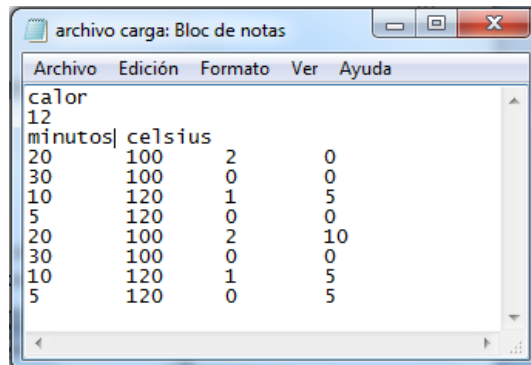 archivo carga: Bloc de notas
Archivo Edición Formato Ver Ayuda
calor
12
minutos celsius
20 100 2 0
30 100 0 0
10 120 1 5
5 120 0 0
20 100 2 10
30 100 0 0
10 120 1 5
5 120 0 5